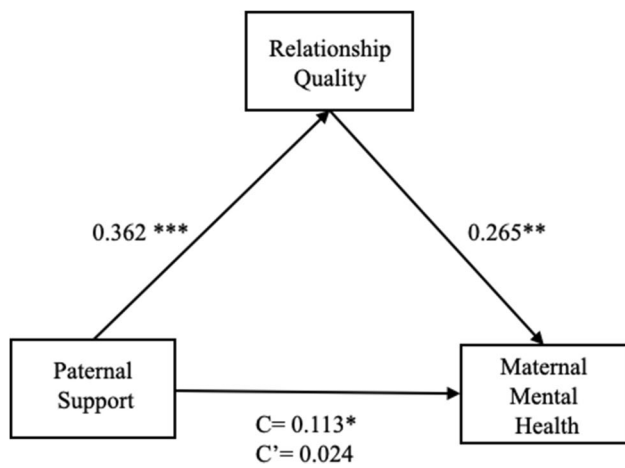 Relationship
Quality
0.362 ***
0.265**
Paternal
Support
Maternal
Mental
Health
C= 0.113*
C’= 0.024